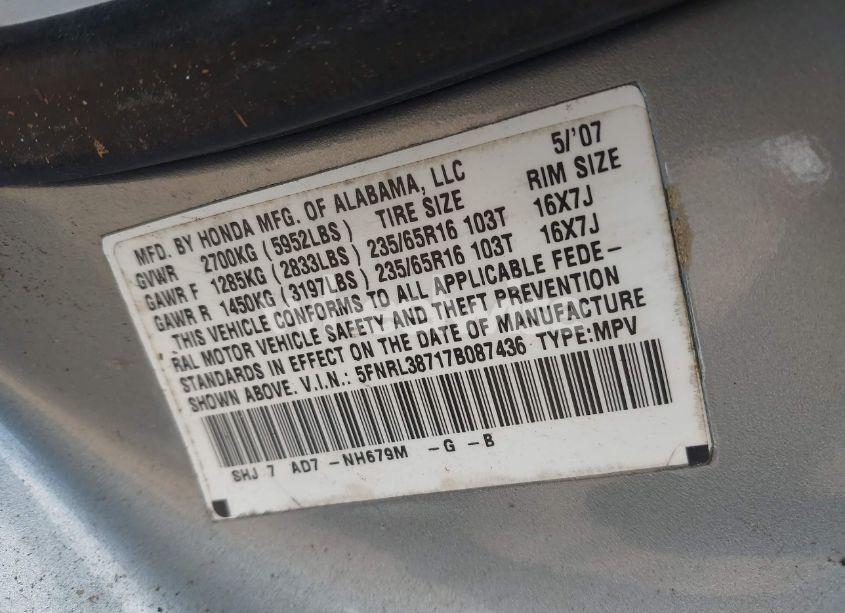 MFD. BY HONDA MFG. OF ALABAMA, LLC 5/'07
GVWR 2700KG (5952LBS) TIRE SIZE RIM SIZE
GAWR F 1285KG (2833LBS) 235/65R16 103T 16X7J
GAWR R 1450KG (3197LBS) 235/65R16 103T 16X7J
THIS VEHICLE CONFORMS TO ALL APPLICABLE FEDE-
RAL MOTOR VEHICLE SAFETY AND THEFT PREVENTION
STANDARDS IN EFFECT ON THE DATE OF MANUFACTURE
SHOWN ABOVE. V.I.N.: 5FNRL38717B087436 TYPE:MPV
SHJ 7 AD7 -NH679M -G -B